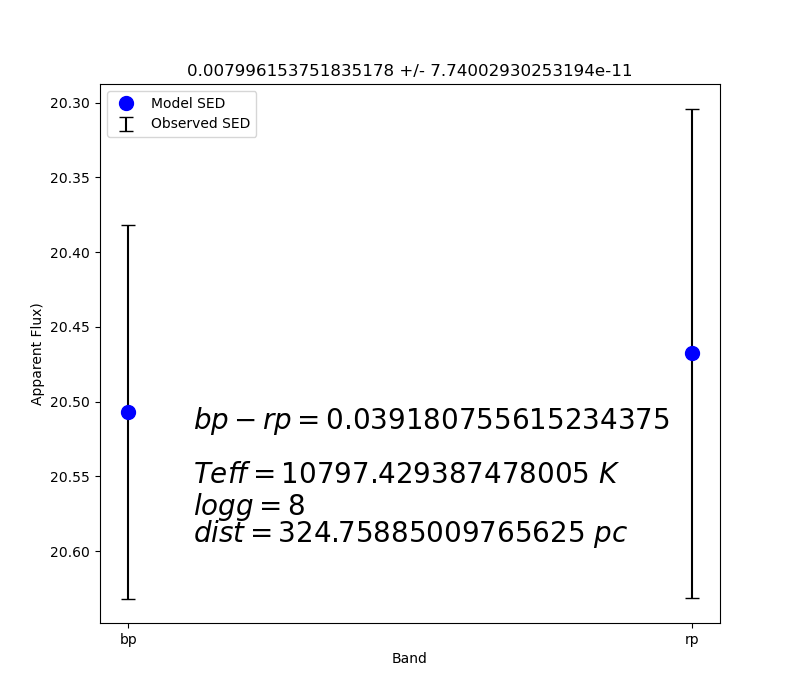 0.007996153751835178 +/- 7.74002930253194e-11
Model SED
Observed SED
20.30
20.35
20.40
20.45
20.50
20.55
20.60
Apparent Flux)
bp − rp = 0.039180755615234375
Teff = 10797.429387478005 K
logg = 8
dist = 324.75885009765625 pc
bp
rp
Band